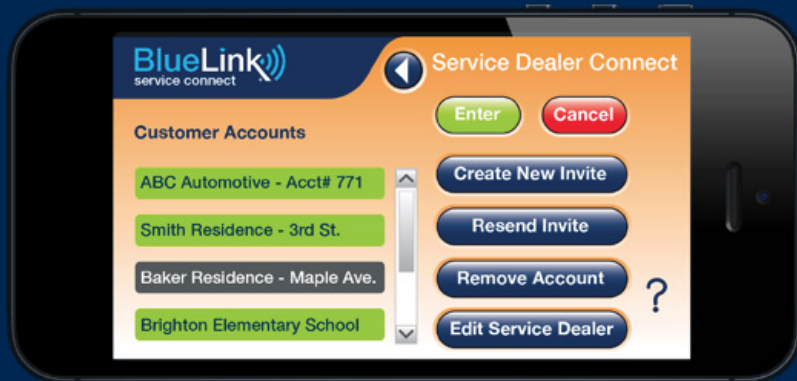 BlueLink
service connect
Service Dealer Connect
Enter
Cancel
Customer Accounts
ABC Automotive - Acct# 771
Smith Residence - 3rd St.
Baker Residence - Maple Ave.
Brighton Elementary School
Create New Invite
Resend Invite
Remove Account
Edit Service Dealer
?